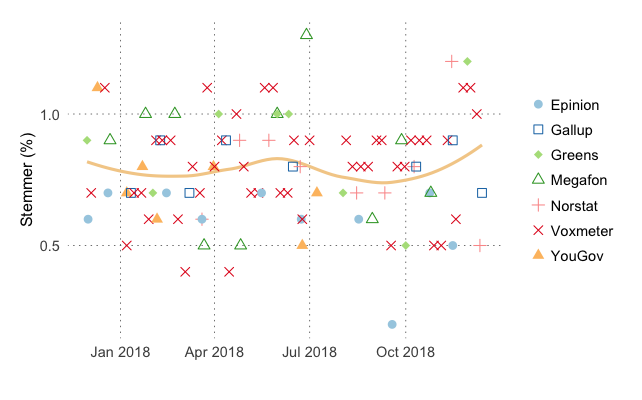 Stemmer (%)
1.0
0.5
Jan 2018
Apr 2018
Jul 2018
Oct 2018
Epinion
Gallup
Greens
Megafon
Norstat
Voxmeter
YouGov